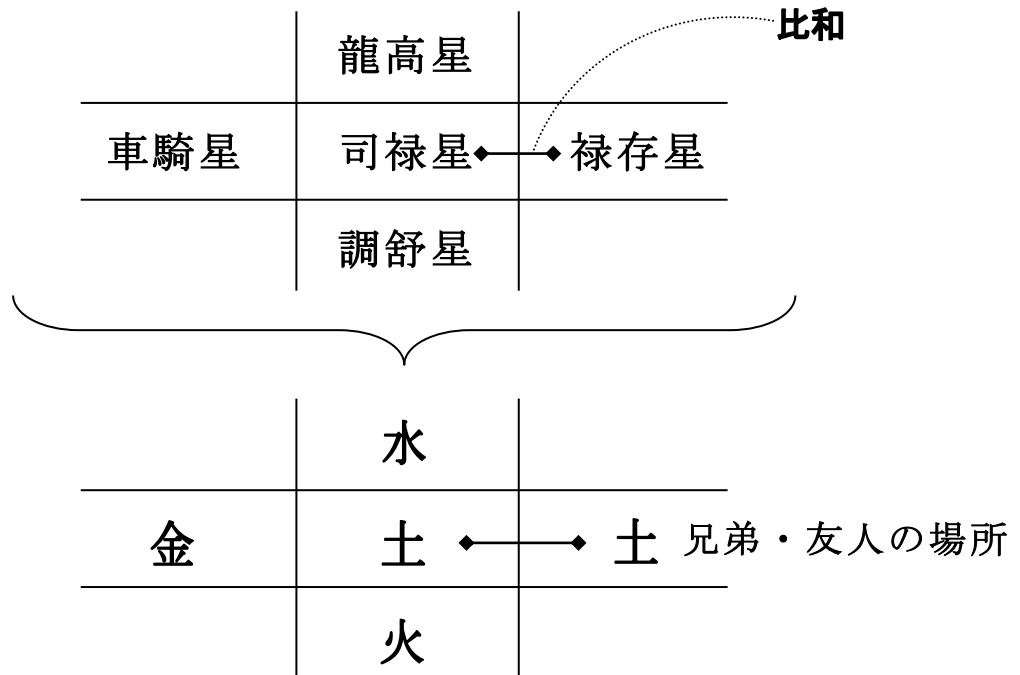 比和
龍高星
車騎星 司禄星 禄存星
調舒星
水
金 土 土 兄弟・友人の場所
火